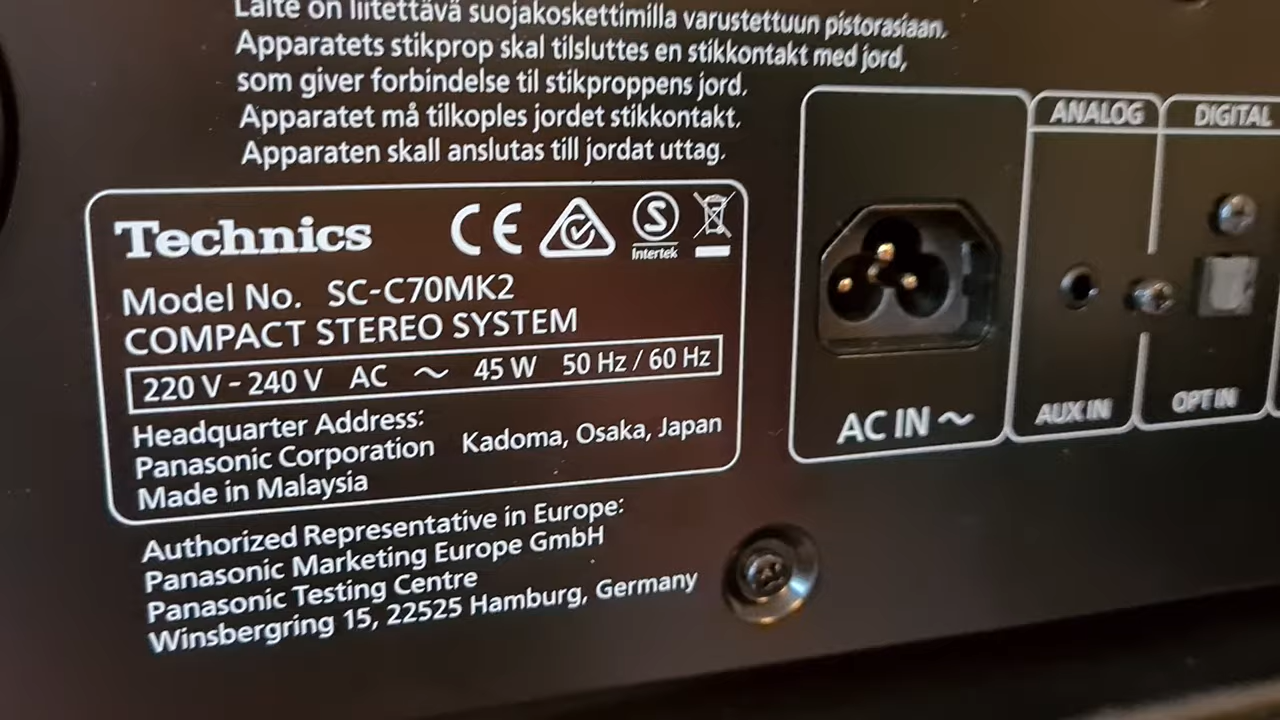 Laite on liitettävä suojakoskettimilla varustettuun pistorasiaan.
Apparatets stikprop skal tilsluttes en stikkontakt med jord,
som giver forbindelse til stikproppens jord.
Apparatet må tilkoples jordet stikkontakt.
Apparaten skall anslutas till jordat uttag.
Technics CE S Intertek
Model No. SC-C70MK2
COMPACT STEREO SYSTEM
220 V - 240 V AC ~ 45 W 50 Hz / 60 Hz
Headquarter Address:
Panasonic Corporation Kadoma, Osaka, Japan
Made in Malaysia
Authorized Representative in Europe:
Panasonic Marketing Europe GmbH
Panasonic Testing Centre
Winsbergring 15, 22525 Hamburg, Germany
AC IN ~
ANALOG
AUX IN
DIGITAL
OPT IN